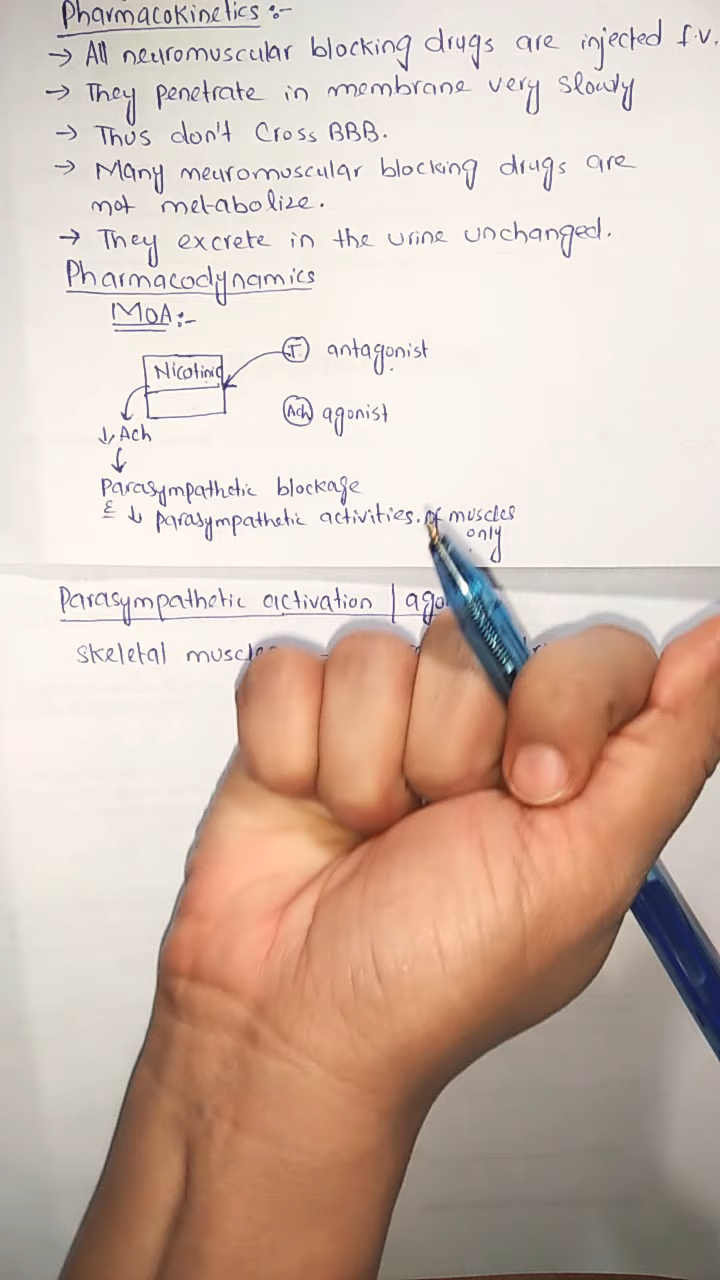 Pharmacokinetics :-
→ All neuromuscular blocking drugs are injected I.V.
→ They penetrate in membrane very slowly
→ Thus don't Cross BBB.
→ Many neuromuscular blocking drugs are
not metabolize.
→ They excrete in the urine unchanged.
Pharmacodynamics
MOA:-
T. antagonist
Nicotinic
Ach agonist
↓ Ach
↓
Parasympathetic blockage
& ↓ parasympathetic activities. of muscles
only
Parasympathetic activation |
skeletal